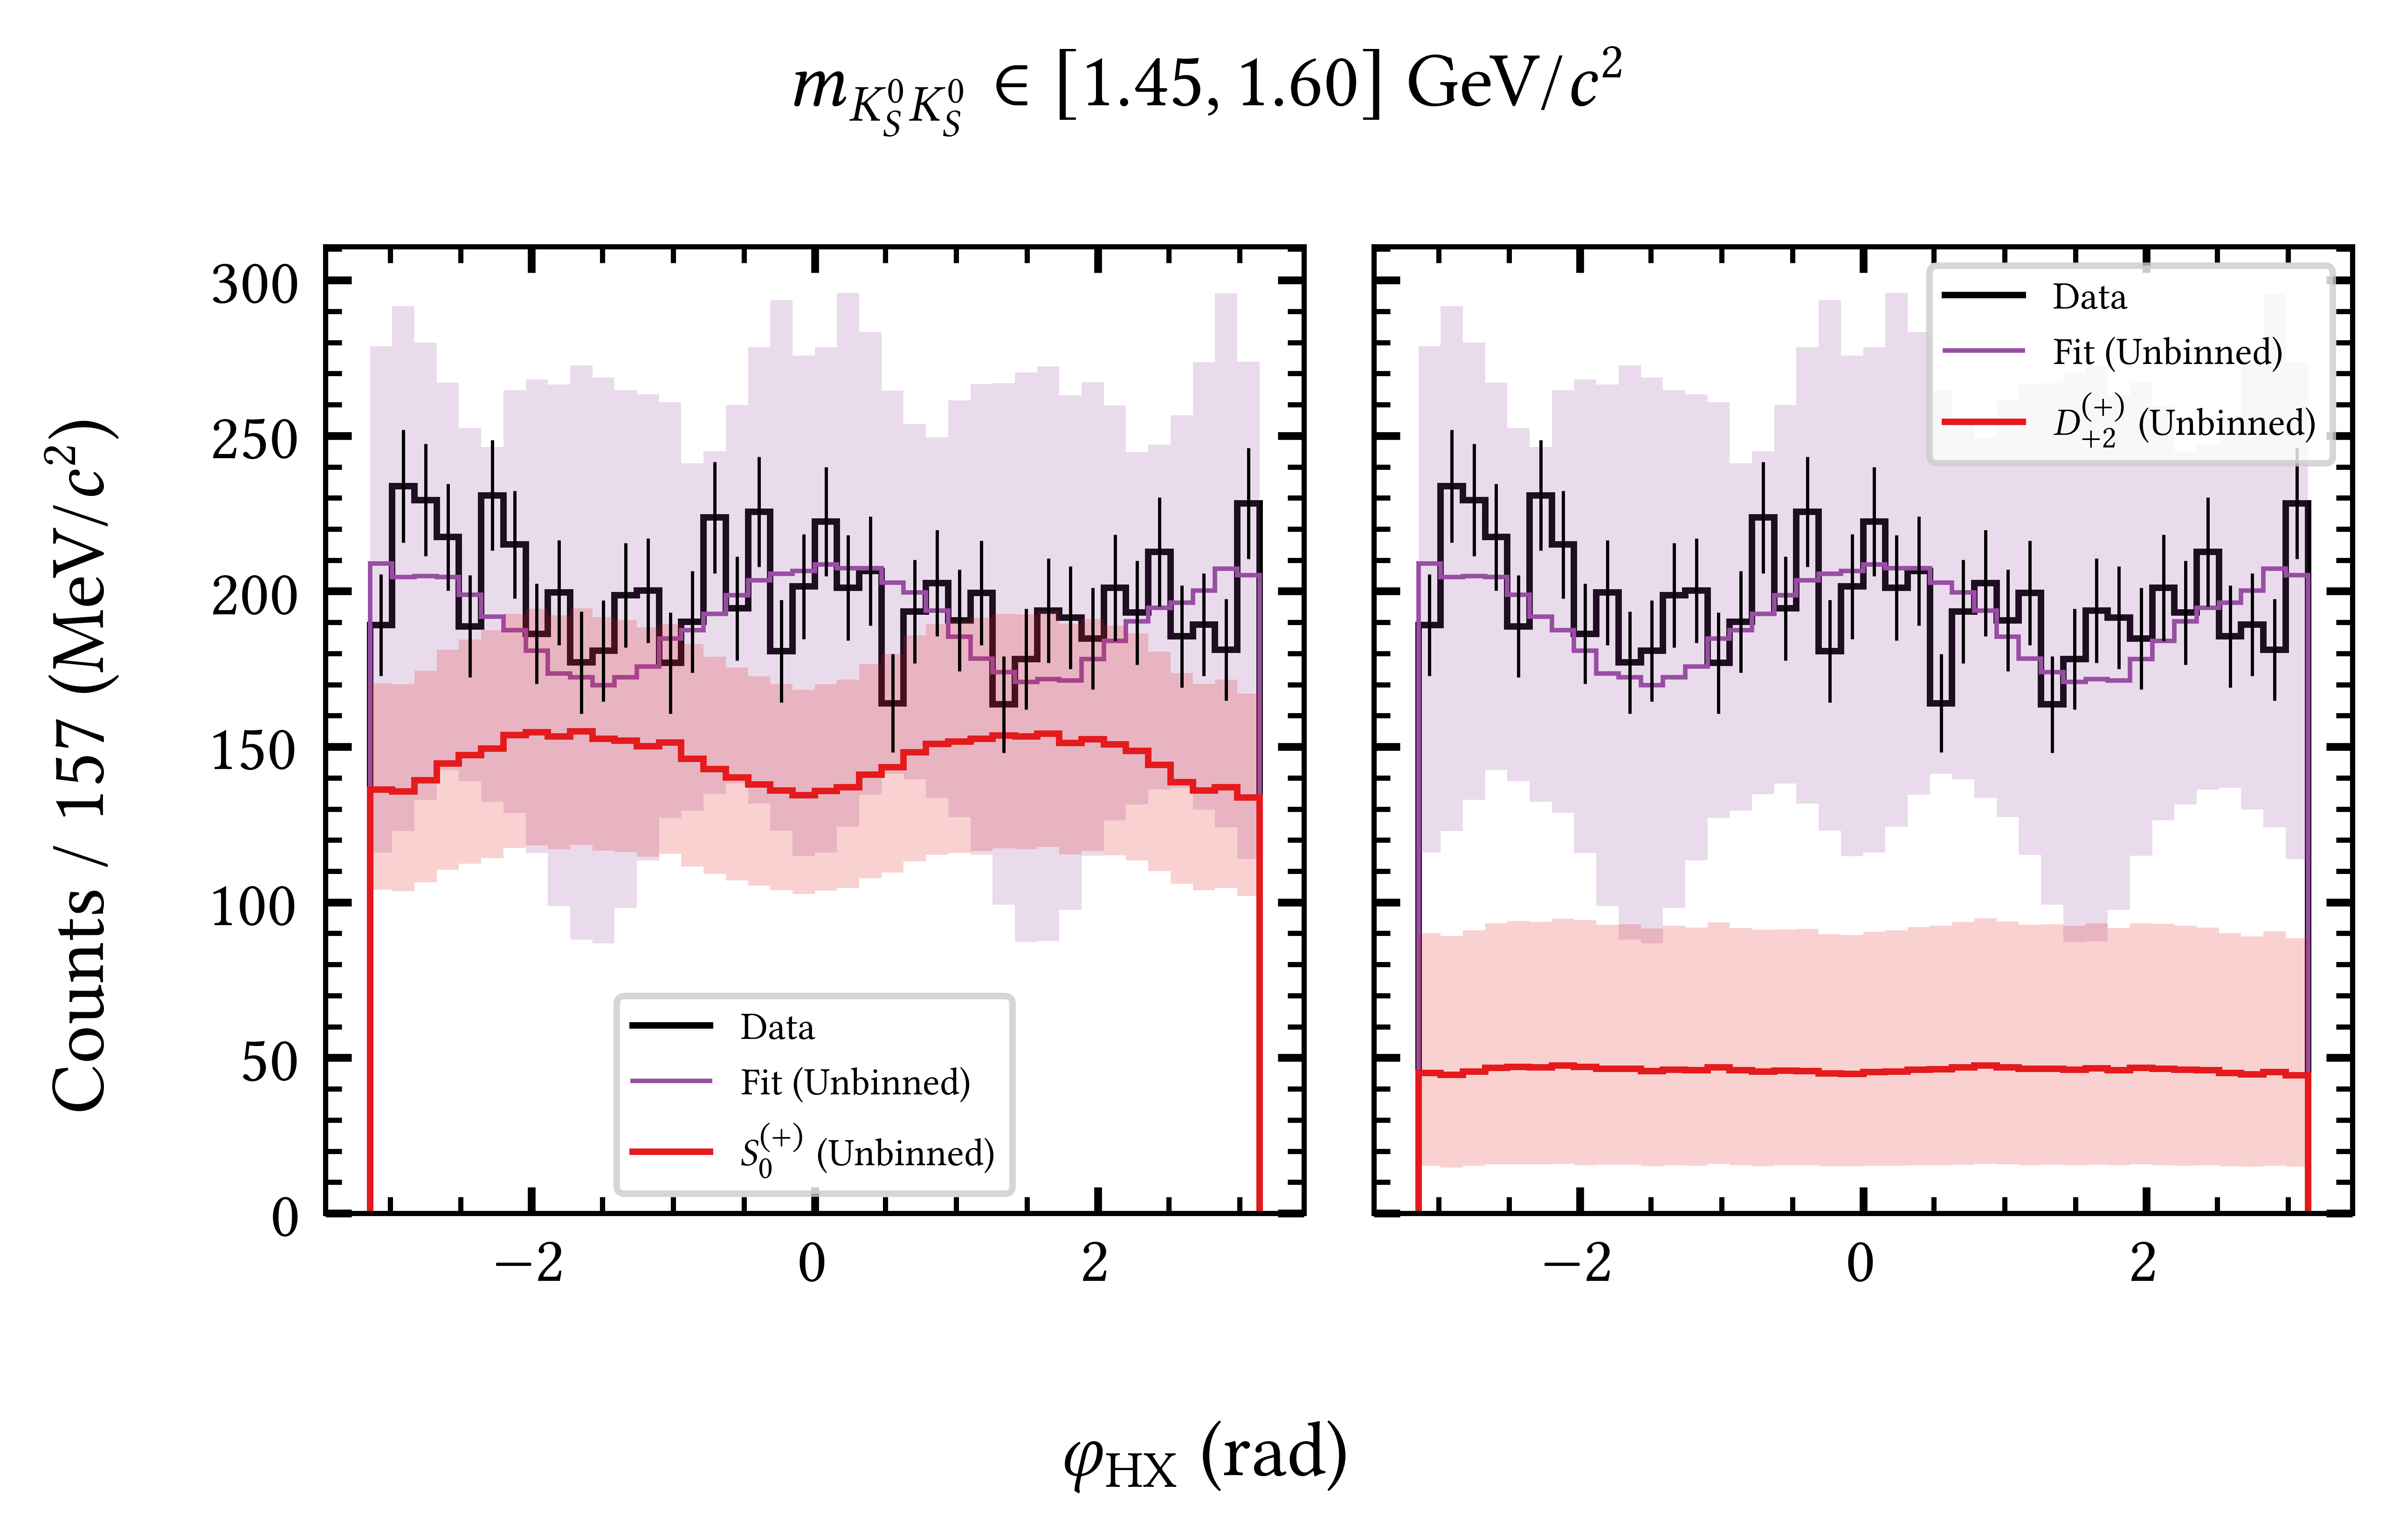 m_{K_S^0 K_S^0} ∈ [1.45, 1.60] GeV/c²
Counts / 157 (MeV/c²)
300
250
200
150
100
50
0
Data
Fit (Unbinned)
S_0^{(+)} (Unbinned)
−2
0
2
Data
Fit (Unbinned)
D_{+2}^{(+)} (Unbinned)
−2
0
2
φ_{HX} (rad)